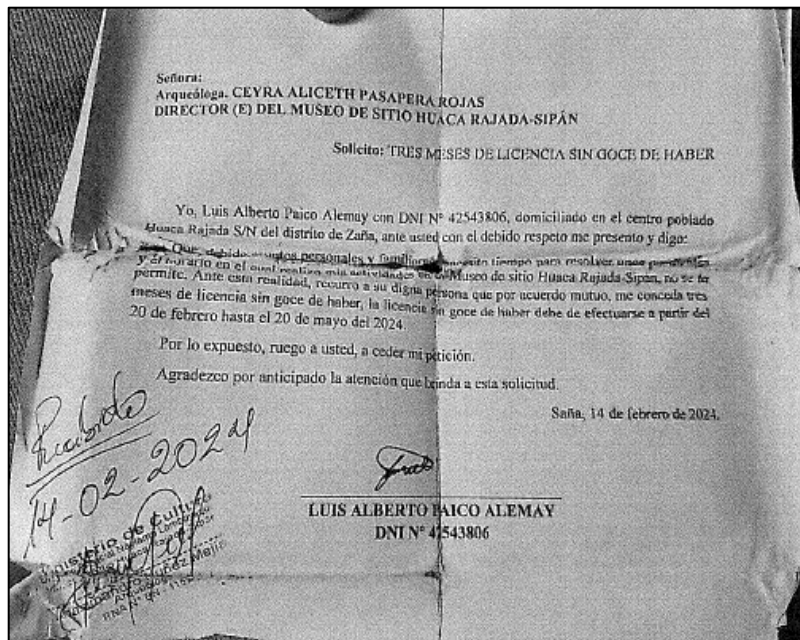 Señora:
Arqueóloga. CEYRA ALICETH PASAPERA ROJAS
DIRECTOR (E) DEL MUSEO DE SITIO HUACA RAJADA-SIPÁN
Solicito: TRES MESES DE LICENCIA SIN GOCE DE HABER
Yo, Luis Alberto Paico Alemay con DNI N° 42543806, domiciliado en el centro poblado
Huaca Rajada S/N del distrito de Zaña, ante usted con el debido respeto me presento y digo:
Que, debido asuntos personales y familiares tiempo para resolver unos pendientes
y el horario en el cual realizo mis actividades en el Museo de sitio Huaca Rajada-Sipan, no se
permite. Ante esta realidad, recurro a su digna persona que por acuerdo mutuo, me conceda tres
meses de licencia sin goce de haber, la licencia sin goce de haber debe de efectuarse a partir del
20 de febrero hasta el 20 de mayo del 2024.
Por lo expuesto, ruego a usted, a ceder mi petición.
Agradezco por anticipado la atención que brinda a esta solicitud.
Saña, 14 de febrero de 2024.
Recibido
14-02-2024
LUIS ALBERTO PAICO ALEMAY
DNI N° 42543806
Ministerio de Cultura
Mejía